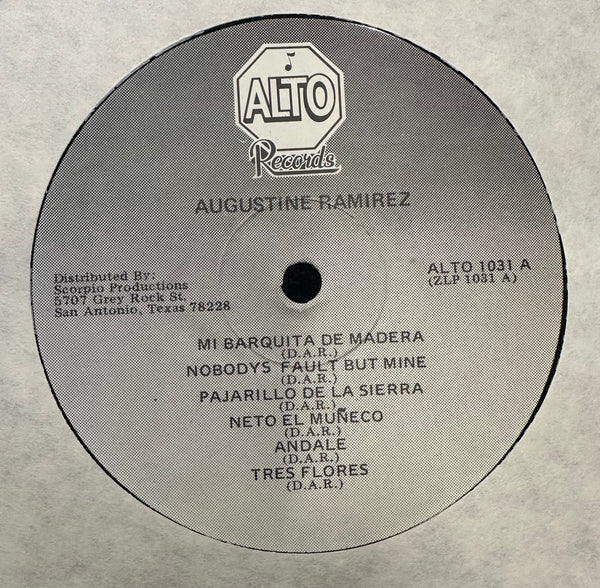 ALTO
Records
AUGUSTINE RAMIREZ
Distributed By:
Scorpio Productions
5707 Grey Rock St.
San Antonio, Texas 78228
ALTO 1031 A
(ZLP 1031 A)
MI BARQUITA DE MADERA
(D.A.R.)
NOBODYS FAULT BUT MINE
(D.A.R.)
PAJARILLO DE LA SIERRA
(D.A.R.)
NETO EL MUÑECO
(D.A.R.)
ANDALE
(D.A.R.)
TRES FLORES
(D.A.R.)